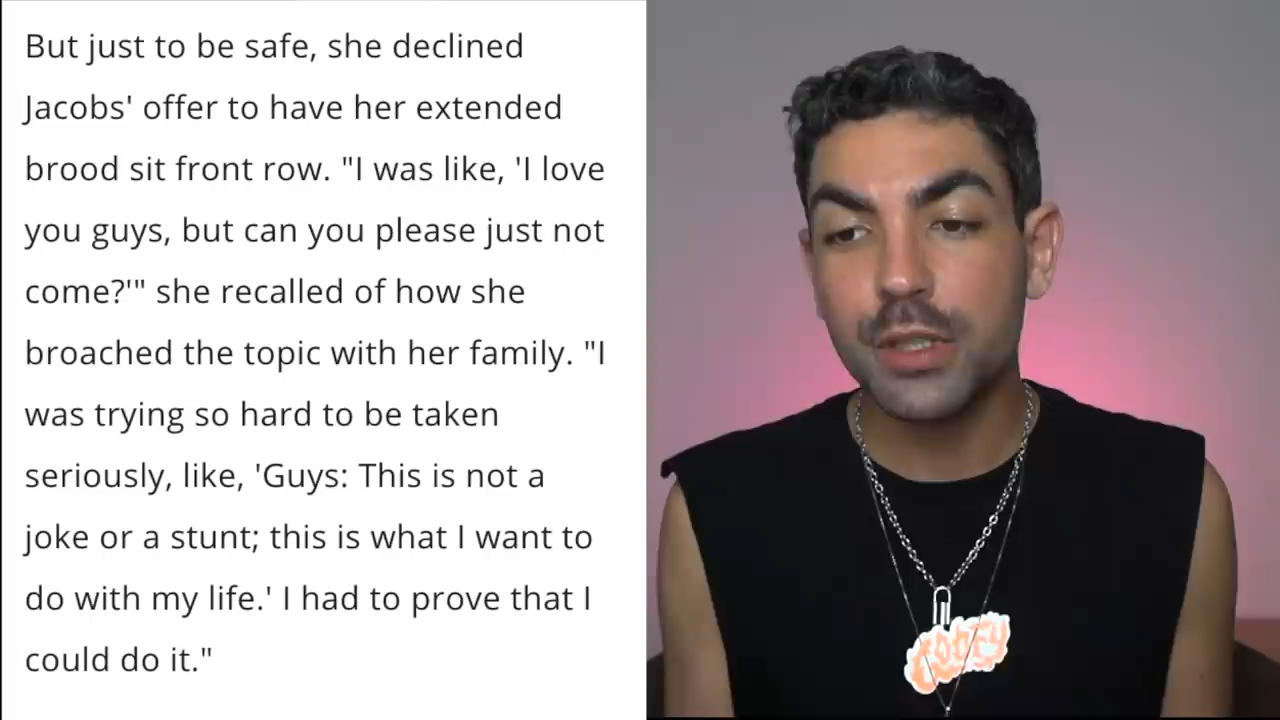 But just to be safe, she declined
Jacobs' offer to have her extended
brood sit front row. "I was like, 'I love
you guys, but can you please just not
come?'" she recalled of how she
broached the topic with her family. "I
was trying so hard to be taken
seriously, like, 'Guys: This is not a
joke or a stunt; this is what I want to
do with my life.' I had to prove that I
could do it."